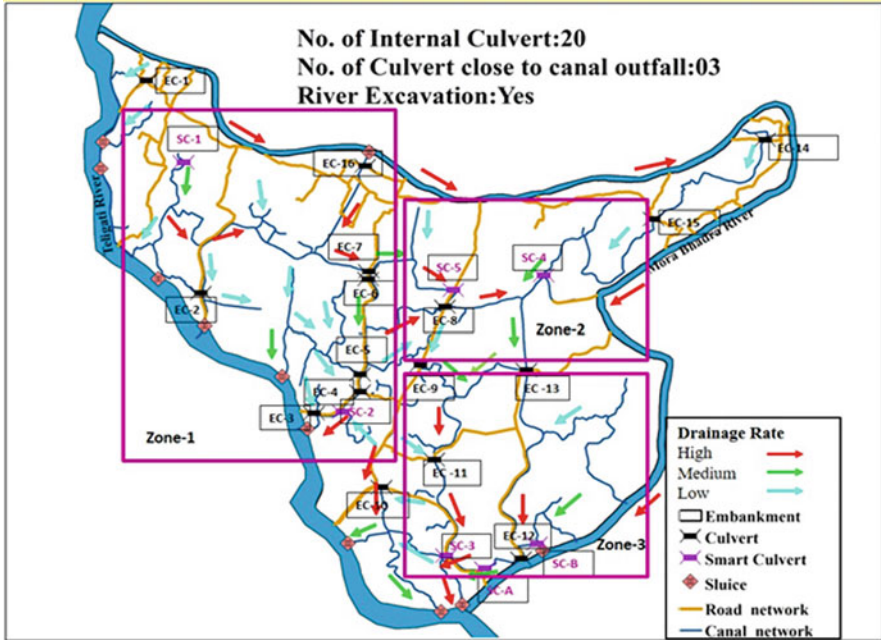 No. of Internal Culvert:20
No. of Culvert close to canal outfall:03
River Excavation:Yes
EC-1
SC-1
EC-16
EC-14
Teligati River
EC-15
Mora Bhadra River
EC-7
SC-5
SC-4
EC-6
EC-2
EC-8
Zone-2
EC-5
EC-4
EC-9
EC -13
EC-3
SC-2
Zone-1
EC -11
EC-10
EC-12
Zone-3
SC-3
SC-B
SC-A
Drainage Rate
High
Medium
Low
Embankment
Culvert
Smart Culvert
Sluice
Road network
Canal network